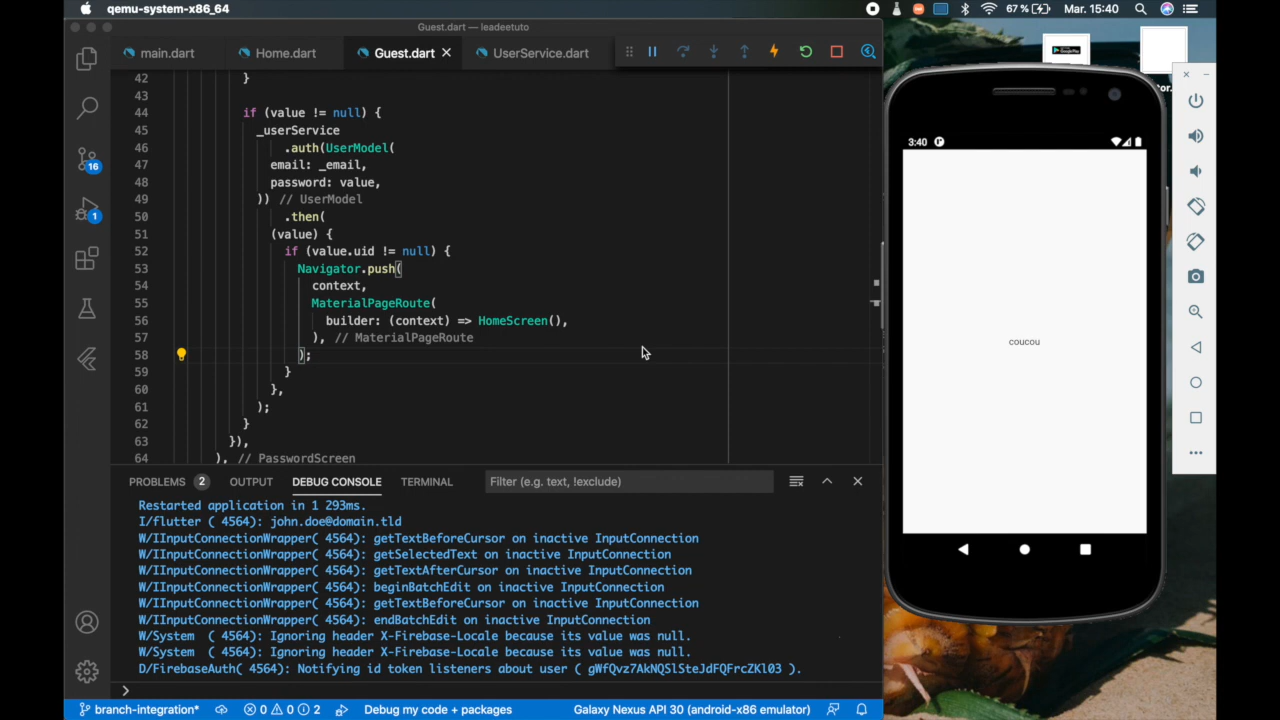 qemu-system-x86_64
67 %
Mar. 15:40
Guest.dart — leadeetuto
main.dart
Home.dart
Guest.dart
UserService.dart
42 }
43
44 if (value != null) {
45 _userService
46 .auth(UserModel(
47 email: _email,
48 password: value,
49 )) // UserModel
50 .then(
51 (value) {
52 if (value.uid != null) {
53 Navigator.push(
54 context,
55 MaterialPageRoute(
56 builder: (context) => HomeScreen(),
57 ), // MaterialPageRoute
58 );
59 }
60 },
61 );
62 }
63 }),
64 ), // PasswordScreen
16
1
PROBLEMS 2 OUTPUT DEBUG CONSOLE TERMINAL
Filter (e.g. text, !exclude)
Restarted application in 1 293ms.
I/flutter ( 4564): john.doe@domain.tld
W/IInputConnectionWrapper( 4564): getTextBeforeCursor on inactive InputConnection
W/IInputConnectionWrapper( 4564): getSelectedText on inactive InputConnection
W/IInputConnectionWrapper( 4564): getTextAfterCursor on inactive InputConnection
W/IInputConnectionWrapper( 4564): beginBatchEdit on inactive InputConnection
W/IInputConnectionWrapper( 4564): getTextBeforeCursor on inactive InputConnection
W/IInputConnectionWrapper( 4564): endBatchEdit on inactive InputConnection
W/System ( 4564): Ignoring header X-Firebase-Locale because its value was null.
W/System ( 4564): Ignoring header X-Firebase-Locale because its value was null.
D/FirebaseAuth( 4564): Notifying id token listeners about user ( gWfQvz7AkNQSlSteJdFQFrcZKl03 ).
branch-integration*
0 0 2
Debug my code + packages
Galaxy Nexus API 30 (android-x86 emulator)
3:40
coucou